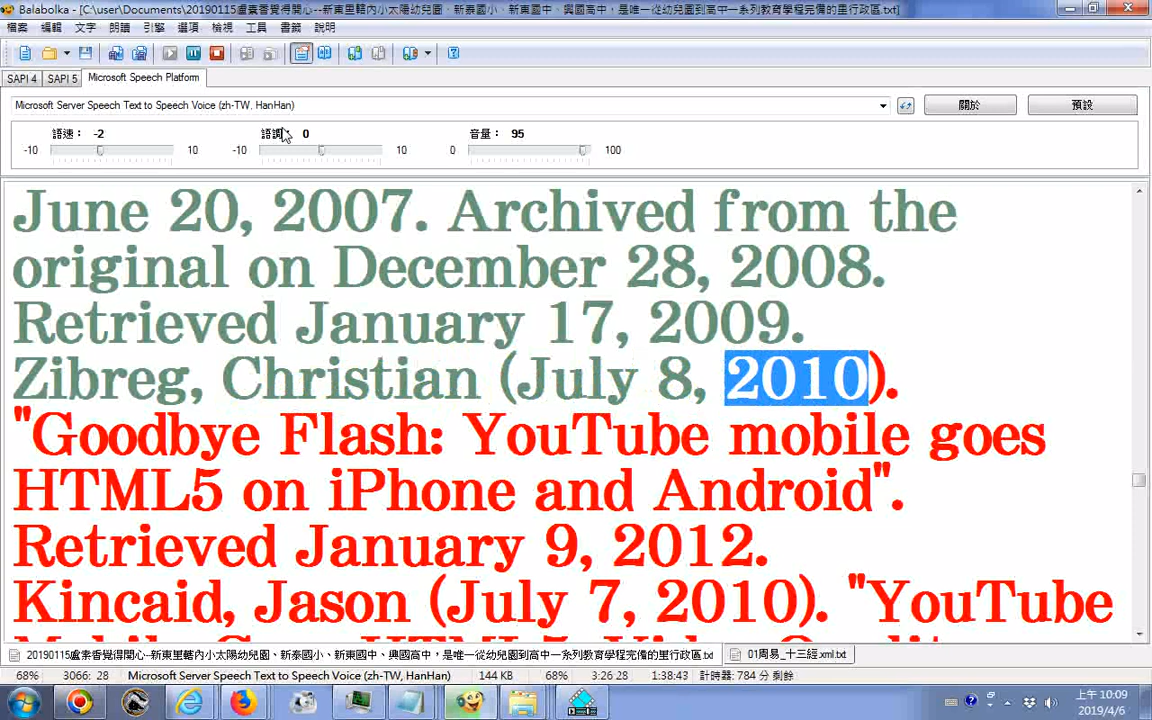 Balabolka - [C:\user\Documents\20190115盧素香覺得開心--新東里轄內小太陽幼兒園、新泰國小、新東國中、興國高中，是唯一從幼兒園到高中一系列教育學程完備的里行政區.txt]
檔案 編輯 文字 朗讀 引擎 選項 檢視 工具 書籤 說明
SAPI 4 SAPI 5 Microsoft Speech Platform
Microsoft Server Speech Text to Speech Voice (zh-TW, HanHan) 關於 預設
語速： -2 語調： 0 音量： 95
-10 10 -10 10 0 100
June 20, 2007. Archived from the
original on December 28, 2008.
Retrieved January 17, 2009.
Zibreg, Christian (July 8, 2010).
"Goodbye Flash: YouTube mobile goes
HTML5 on iPhone and Android".
Retrieved January 9, 2012.
Kincaid, Jason (July 7, 2010). "YouTube
20190115盧素香覺得開心--新東里轄內小太陽幼兒園、新泰國小、新東國中、興國高中，是唯一從幼兒園到高中一系列教育學程完備的里行政區.txt 01周易_十三經.xml.txt
68% 3066: 28 Microsoft Server Speech Text to Speech Voice (zh-TW, HanHan) 144 KB 68% 3:26:28 1:38:43 計時器: 784 分 剩餘
上午 10:09
2019/4/6